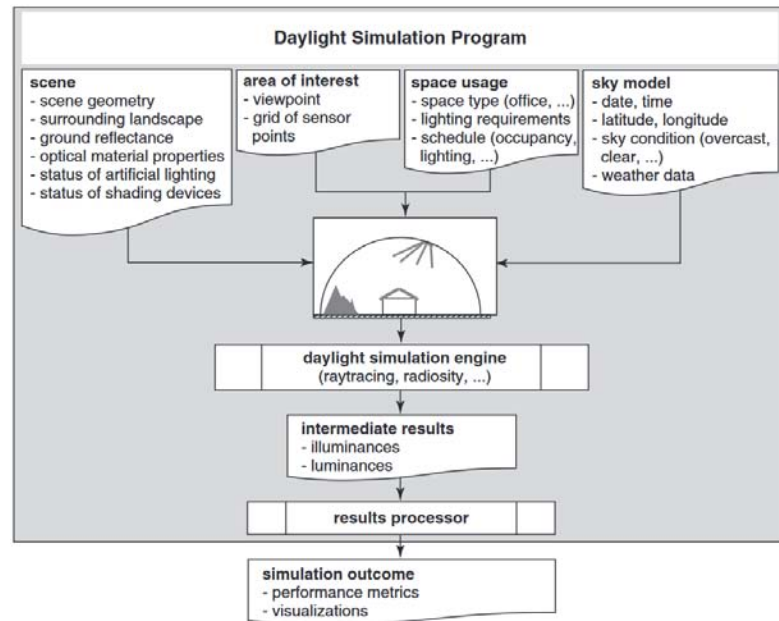 Daylight Simulation Program
scene
- scene geometry
- surrounding landscape
- ground reflectance
- optical material properties
- status of artificial lighting
- status of shading devices
area of interest
- viewpoint
- grid of sensor
points
space usage
- space type (office, ...)
- lighting requirements
- schedule (occupancy,
lighting, ...)
sky model
- date, time
- latitude, longitude
- sky condition (overcast,
clear, ...)
- weather data
daylight simulation engine
(raytracing, radiosity, ...)
intermediate results
- illuminances
- luminances
results processor
simulation outcome
- performance metrics
- visualizations